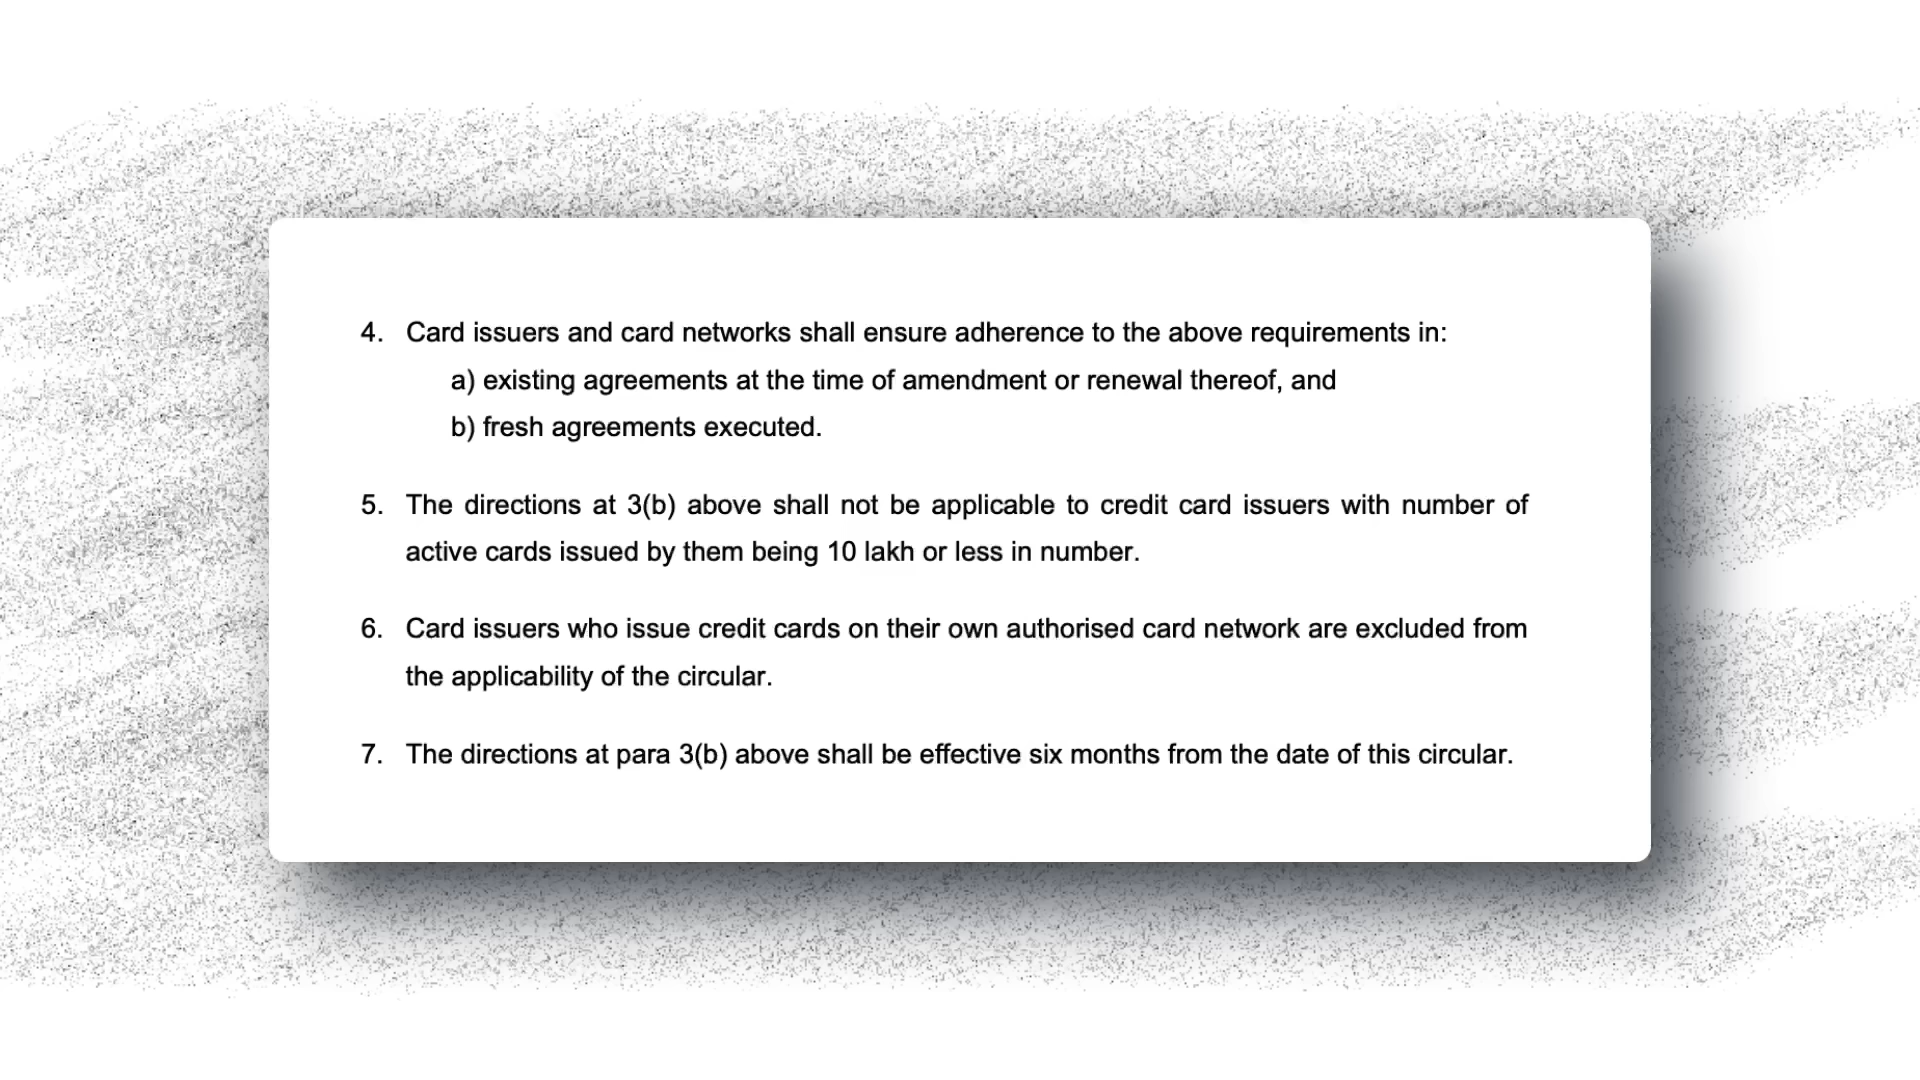 4. Card issuers and card networks shall ensure adherence to the above requirements in:
a) existing agreements at the time of amendment or renewal thereof, and
b) fresh agreements executed.
5. The directions at 3(b) above shall not be applicable to credit card issuers with number of
active cards issued by them being 10 lakh or less in number.
6. Card issuers who issue credit cards on their own authorised card network are excluded from
the applicability of the circular.
7. The directions at para 3(b) above shall be effective six months from the date of this circular.